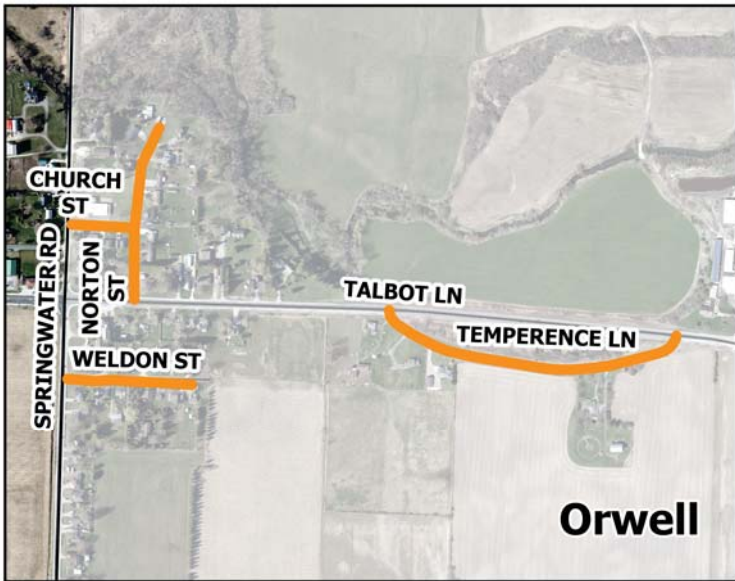 CHURCH
ST
SPRINGWATER RD
NORTON
ST
TALBOT LN
TEMPERENCE LN
WELDON ST
Orwell